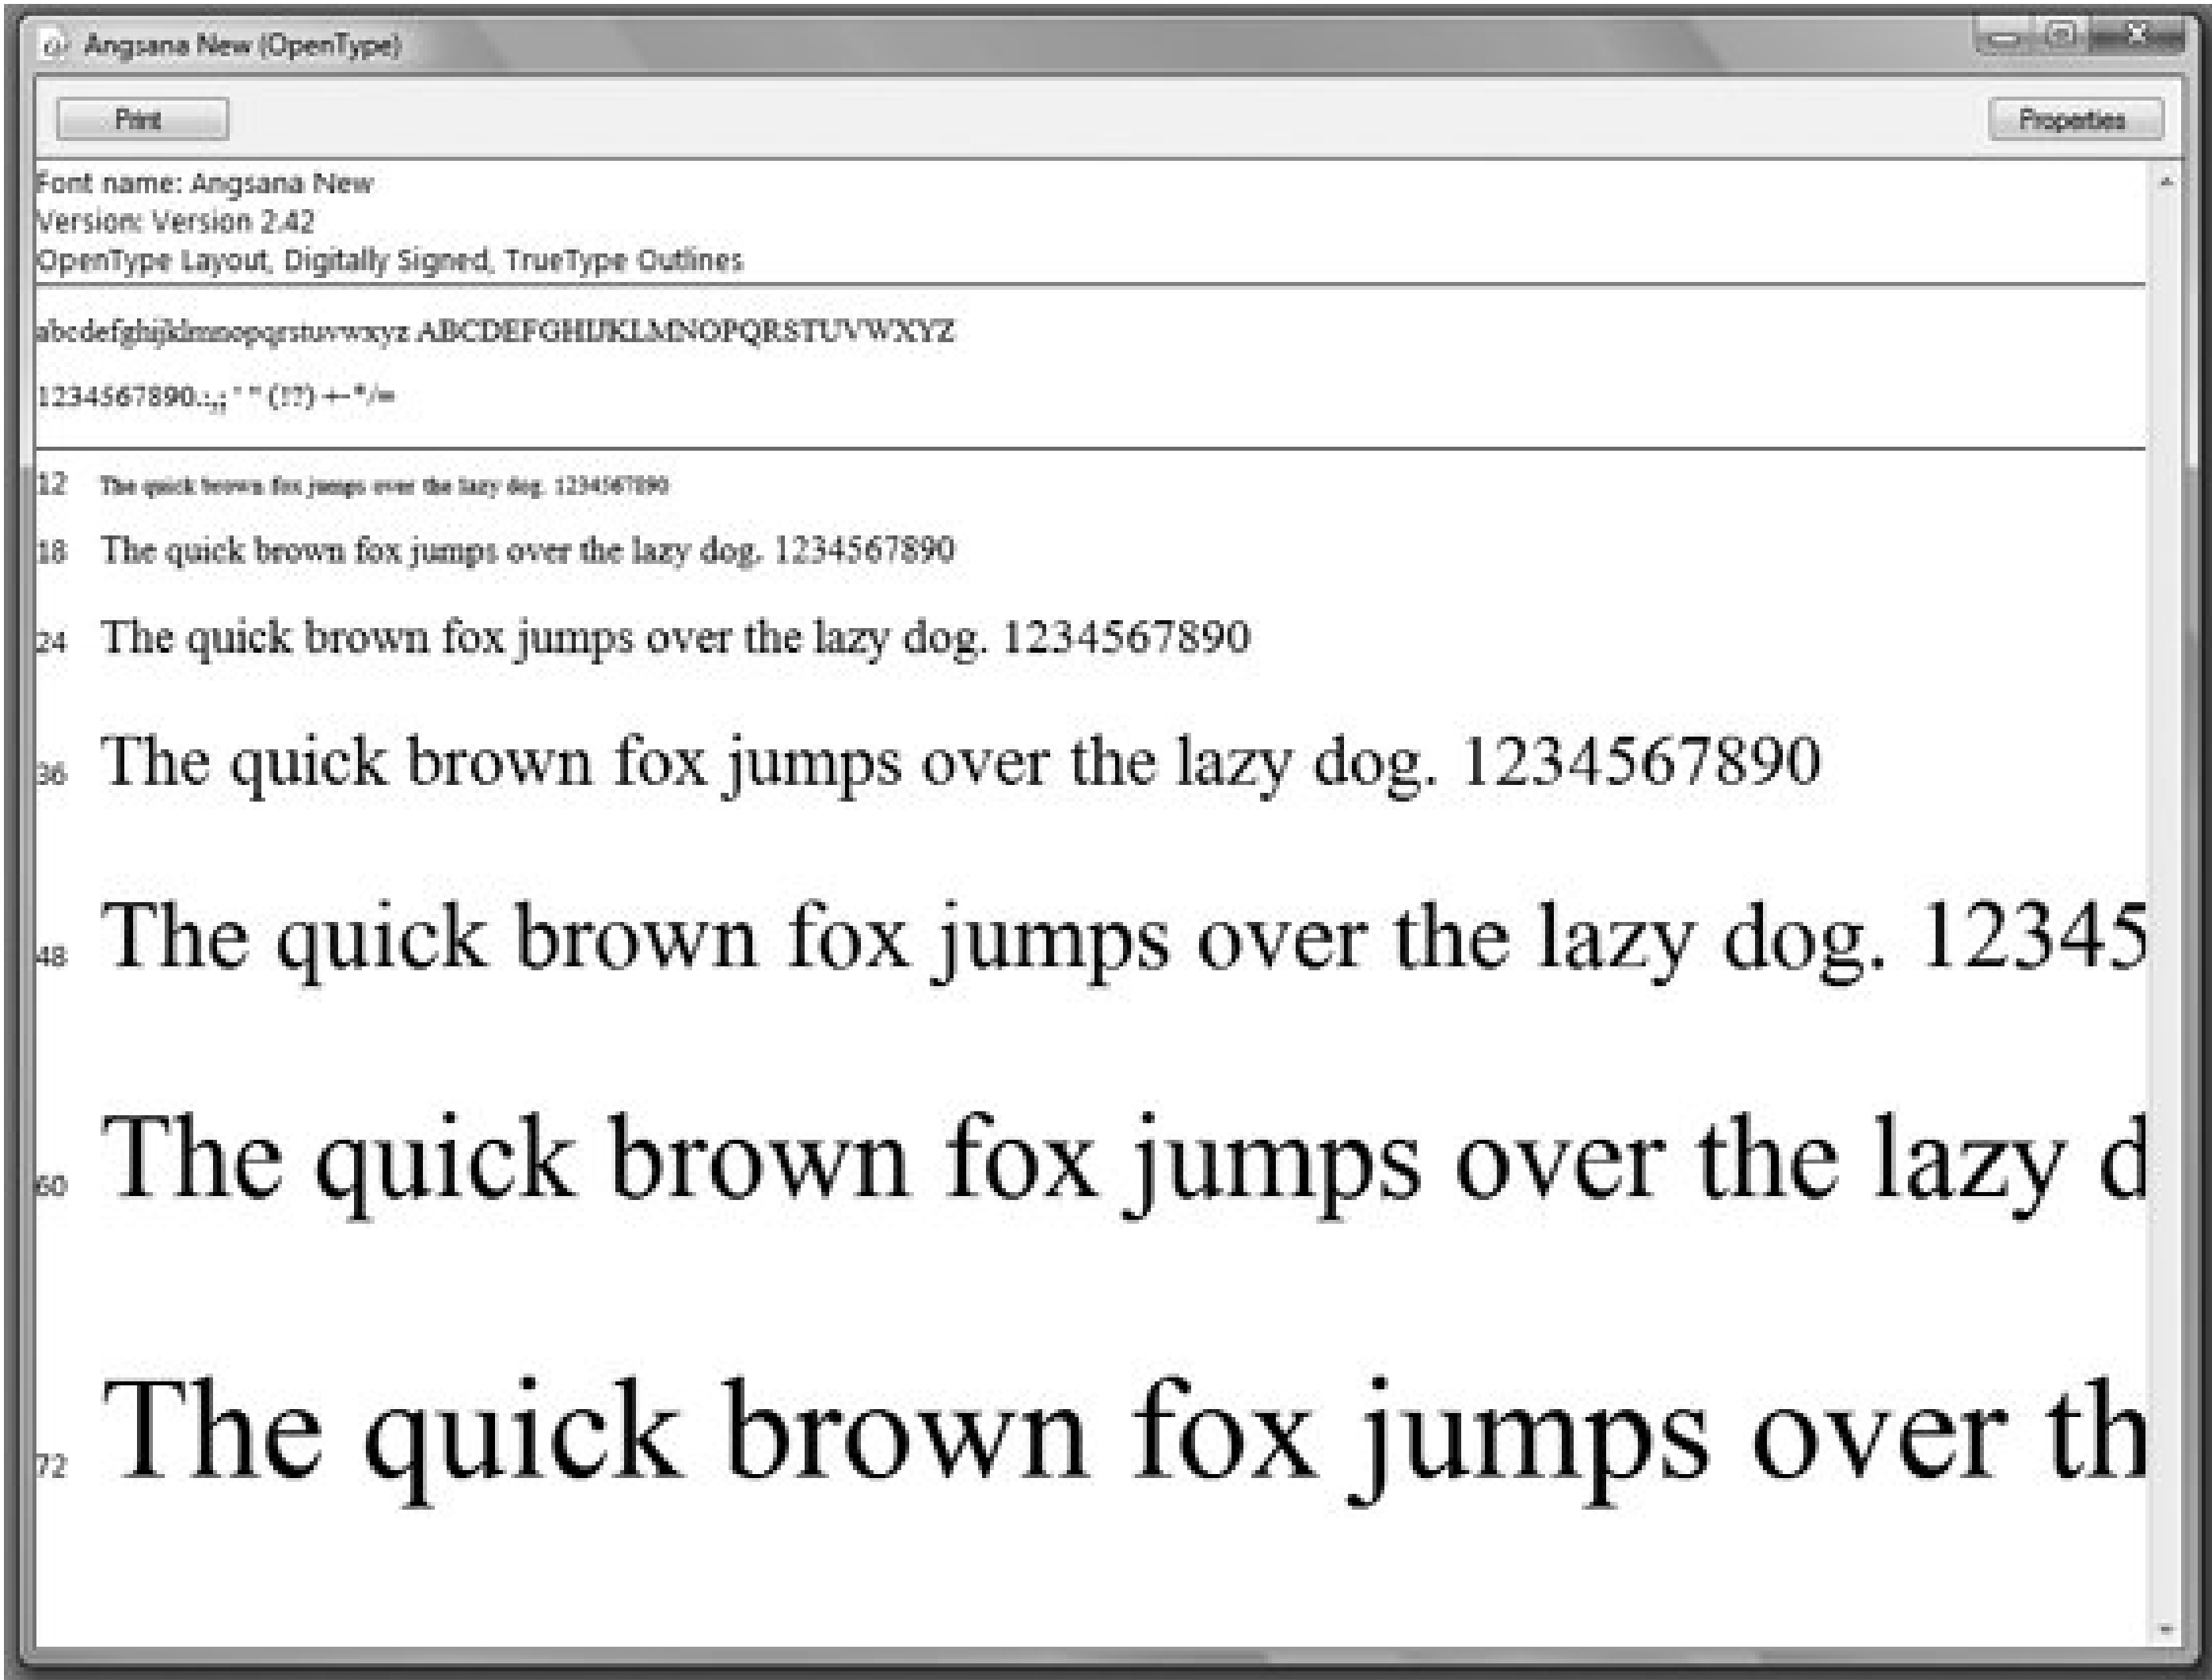 Angsana New (OpenType)
Print Properties
Font name: Angsana New
Version: Version 2.42
OpenType Layout, Digitally Signed, TrueType Outlines
abcdefghijklmnopqrstuvwxyz ABCDEFGHIJKLMNOPQRSTUVWXYZ
1234567890.:,; ' " (!?) +-*/=
12 The quick brown fox jumps over the lazy dog. 1234567890
18 The quick brown fox jumps over the lazy dog. 1234567890
24 The quick brown fox jumps over the lazy dog. 1234567890
36 The quick brown fox jumps over the lazy dog. 1234567890
48 The quick brown fox jumps over the lazy dog. 12345
60 The quick brown fox jumps over the lazy d
72 The quick brown fox jumps over th